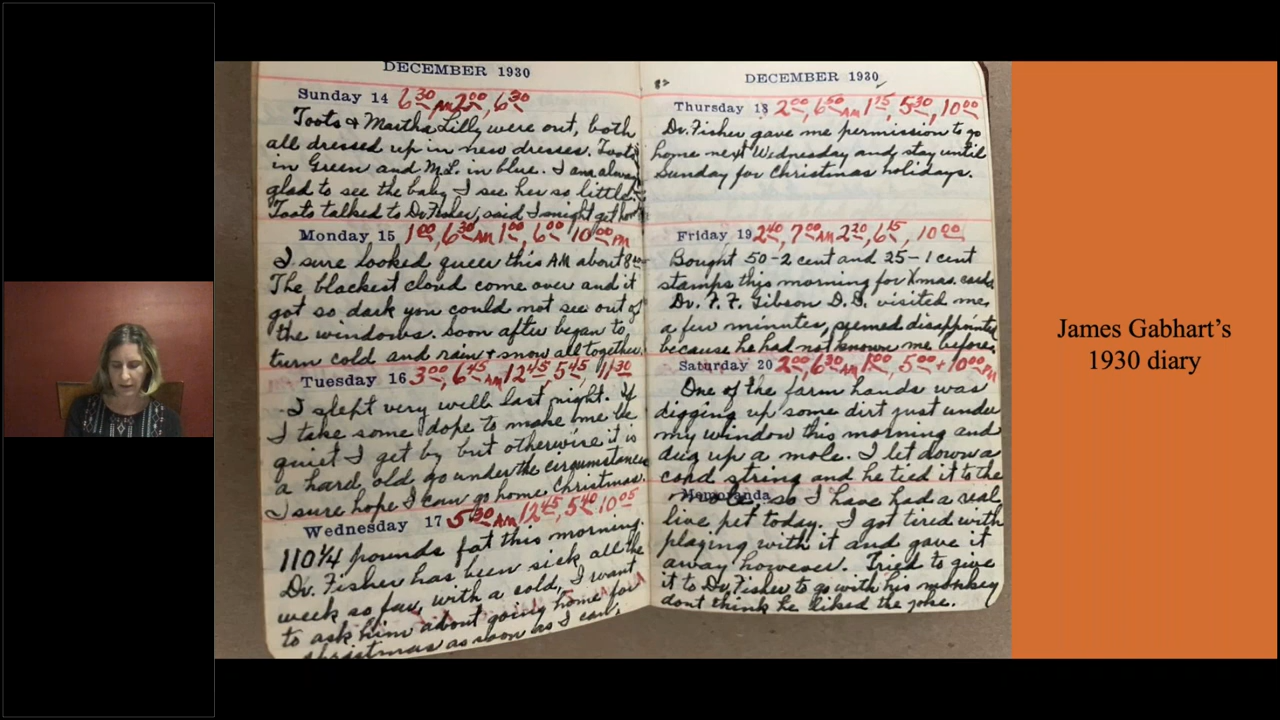 DECEMBER 1930
Sunday 14 6 30 AM 2 00, 6 30
Toots & Martha Lilly were out, both
all dressed up in new dresses. Toots
in Green and M.L. in blue. I am always
glad to see the baby I see her so little.
Toots talked to Dr. Fisher, said I might get home
Monday 15 1 00, 6 30 AM 1 00, 6 00 10 00 PM
I sure looked queer this AM about 8
The blackest cloud come over and it
got so dark you could not see out of
the windows. Soon after began to
turn cold and rain & snow all together.
Tuesday 16 3 00, 6 45 AM 12 45, 5 45, 11 30
I slept very well last night. If
I take some dope to make me be
quiet I get by but otherwise it is
a hard old go under the circumstances
I sure hope I can go home Christmas.
Wednesday 17 5 30 AM 12 45, 5 40 10 05
110 1/4 pounds fat this morning.
Dr. Fisher has been sick all the
week so far, with a cold, I want
to ask him about going home for
Christmas as soon as I can.
DECEMBER 1930
Thursday 18 2 00, 6 50 AM 1 15, 5 30, 10 00
Dr. Fisher gave me permission to go
home next Wednesday and stay until
Sunday for Christmas holidays.
Friday 19 2 40, 7 00 AM 2 20, 6 15, 10 00
Bought 50-2 cent and 25-1 cent
stamps this morning for Xmas cards
Dr. F. F. Gibson D.D. visited me
a few minutes, seemed disappointed
because he had not known me before.
Saturday 20 2 00, 6 30 AM 1 00, 5 00 + 10 00 PM
One of the farm hands was
digging up some dirt just under
my window this morning and
dug up a mole. I let down a
cord string and he tied it to the
Memoranda
mole, so I have had a real
live pet today. I got tired with
playing with it and gave it
away however. Tried to give
it to Dr. Fisher to go with his monkey
dont think he liked the joke.
James Gabhart's
1930 diary